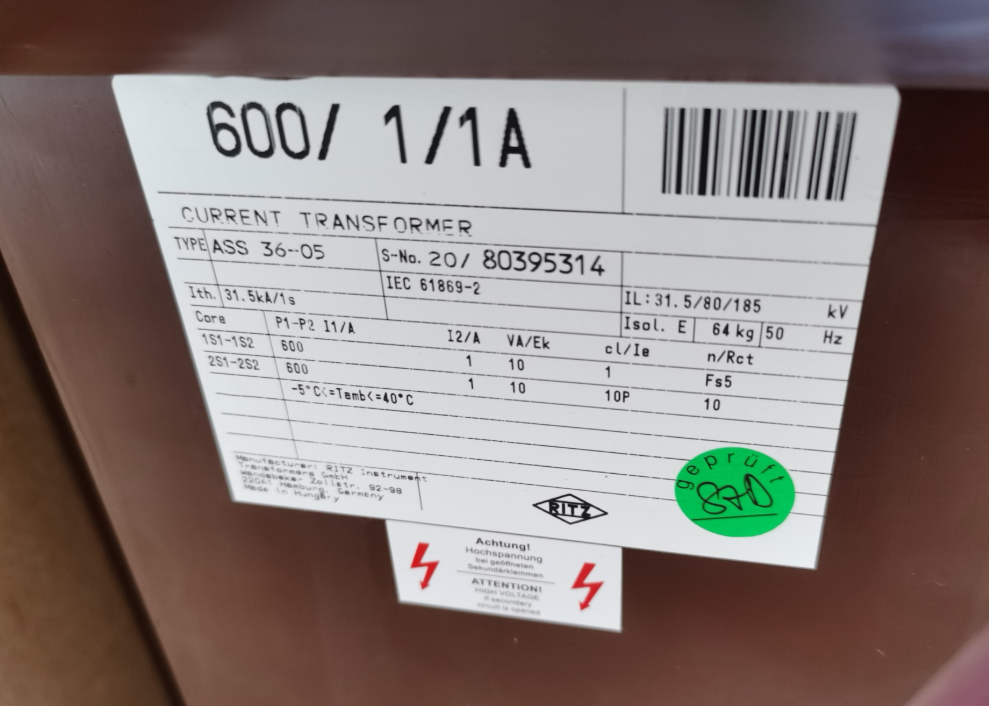 600/ 1/1A
CURRENT TRANSFORMER
TYPE ASS 36-05 S-No. 20/ 80395314
IEC 61869-2 IL: 31.5/80/185 kV
Ith. 31.5kA/1s Isol. E 64 kg 50 Hz
Core P1-P2 I1/A I2/A VA/Ek cl/Ie n/Rct
1S1-1S2 600 1 10 1 Fs5
2S1-2S2 600 1 10 10P 10
-5°C<=Tamb<=40°C
Manufacturer: RITZ Instrument
Transformers GmbH
Wandsbeker Zollstr. 92-98
22041 Hamburg, Germany
Made in Hungary
RITZ
geprüft
870
Achtung!
Hochspannung
bei geöffneten
Sekundärklemmen
ATTENTION!
HIGH VOLTAGE
if secondary
circuit is opened